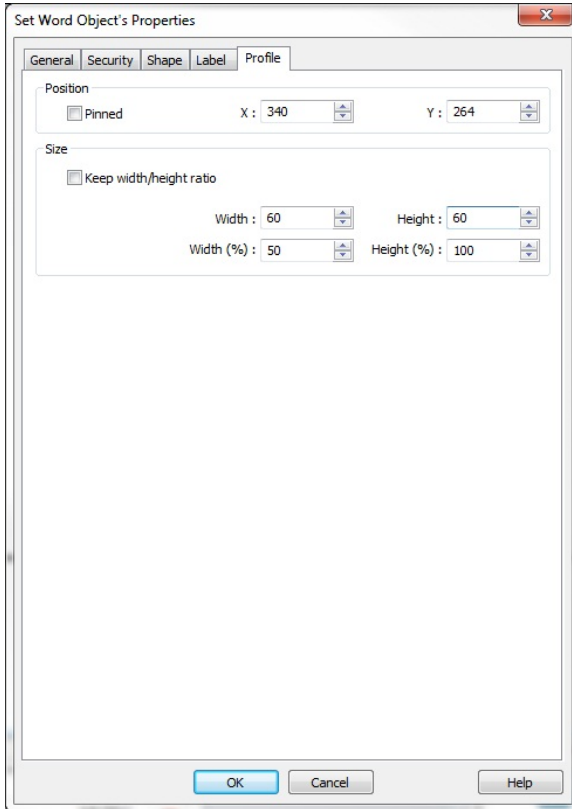 Set Word Object's Properties
General Security Shape Label Profile
Position
Pinned X : 340 Y : 264
Size
Keep width/height ratio
Width : 60 Height : 60
Width (%) : 50 Height (%) : 100
OK Cancel Help